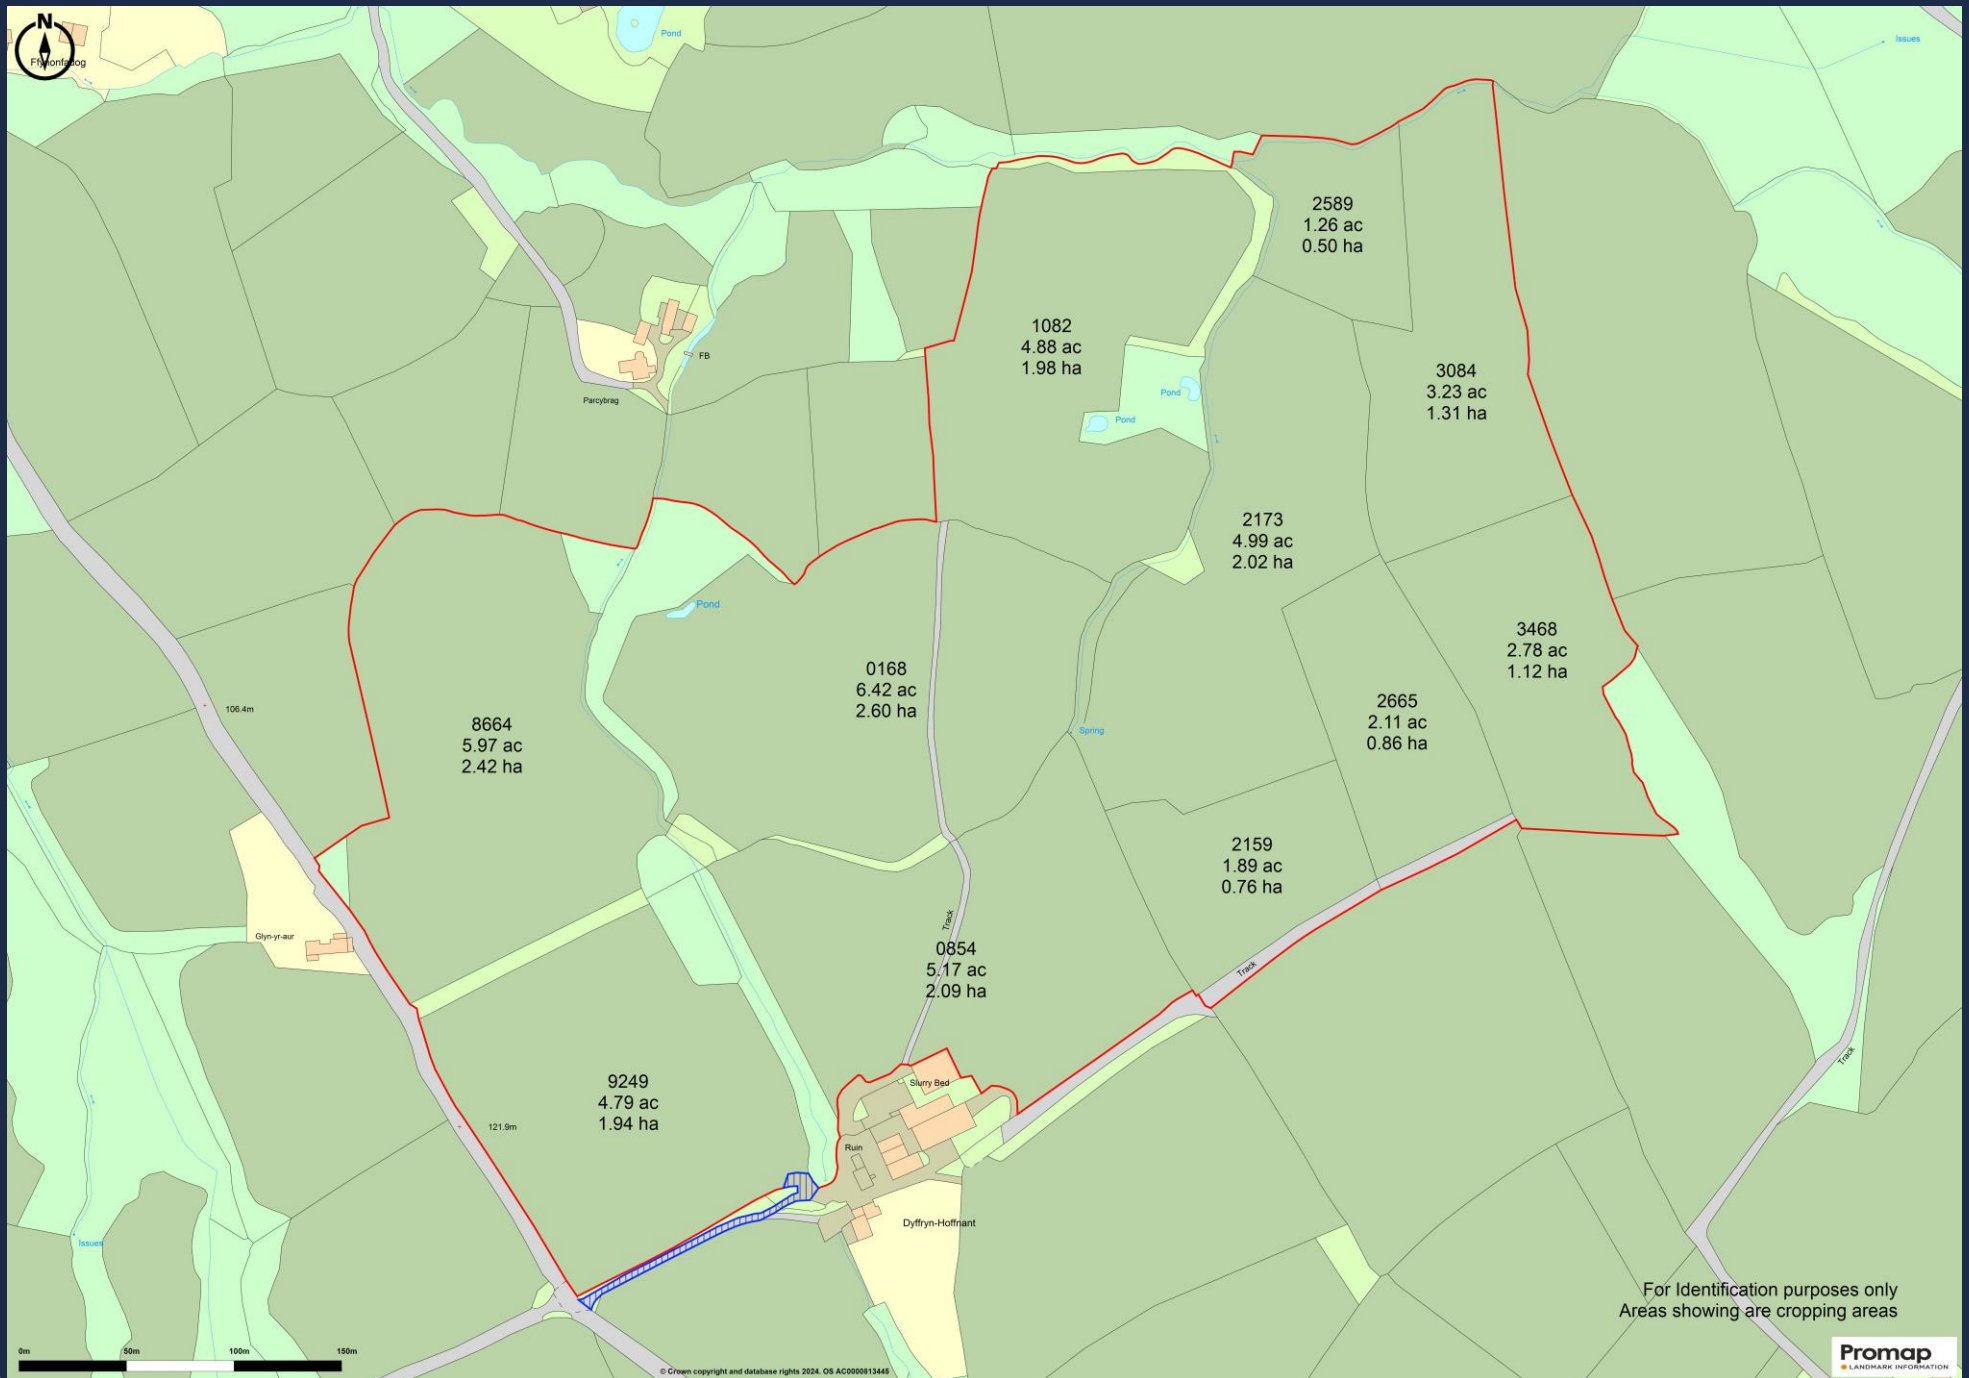 N
Ffynonfadog
Pond
Issues
2589
1.26 ac
0.50 ha
1082
4.88 ac
1.98 ha
FB
3084
3.23 ac
1.31 ha
Parcybrag
Pond
Pond
2173
4.99 ac
2.02 ha
Pond
3468
2.78 ac
1.12 ha
0168
6.42 ac
2.60 ha
106.4m
8664
5.97 ac
2.42 ha
2665
2.11 ac
0.86 ha
Spring
2159
1.89 ac
0.76 ha
Track
Glyn-yr-aur
0854
5.17 ac
2.09 ha
Track
Track
9249
4.79 ac
1.94 ha
Slurry Bed
121.9m
Ruin
Dyffryn-Hoffnant
Issues
For Identification purposes only
Areas showing are cropping areas
0m 50m 100m 150m
© Crown copyright and database rights 2024. OS AC0000813445
Promap
LANDMARK INFORMATION